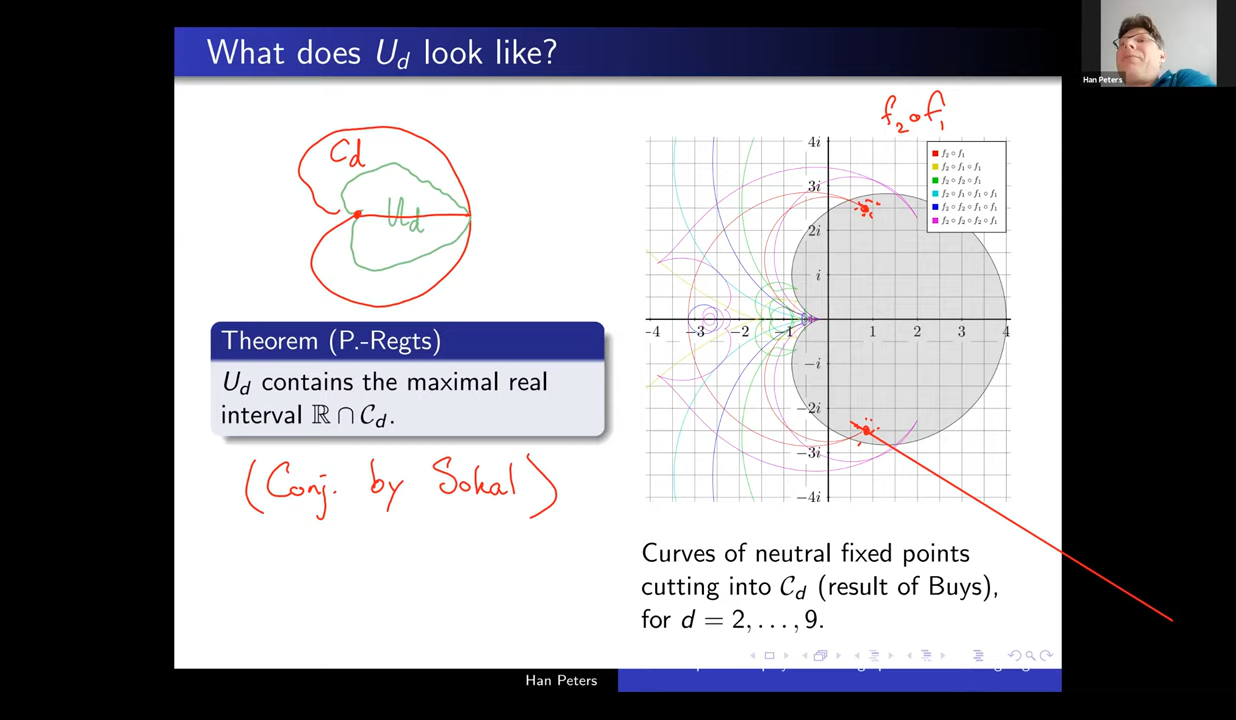 What does U_d look like?
C_d
U_d
Theorem (P.-Regts)
U_d contains the maximal real
interval ℝ ∩ 𝒞_d.
(Conj. by Sokal)
f_2∘f_1
f_2 ∘ f_1
f_2 ∘ f_1 ∘ f_1
f_2 ∘ f_2 ∘ f_1
f_2 ∘ f_1 ∘ f_1 ∘ f_1
f_2 ∘ f_2 ∘ f_1 ∘ f_1
f_2 ∘ f_2 ∘ f_2 ∘ f_1
4i
3i
2i
i
-4 -3 -2 -1 1 2 3 4
-i
-2i
-3i
-4i
Curves of neutral fixed points
cutting into 𝒞_d (result of Buys),
for d = 2, . . . , 9.
Han Peters
Han Peters